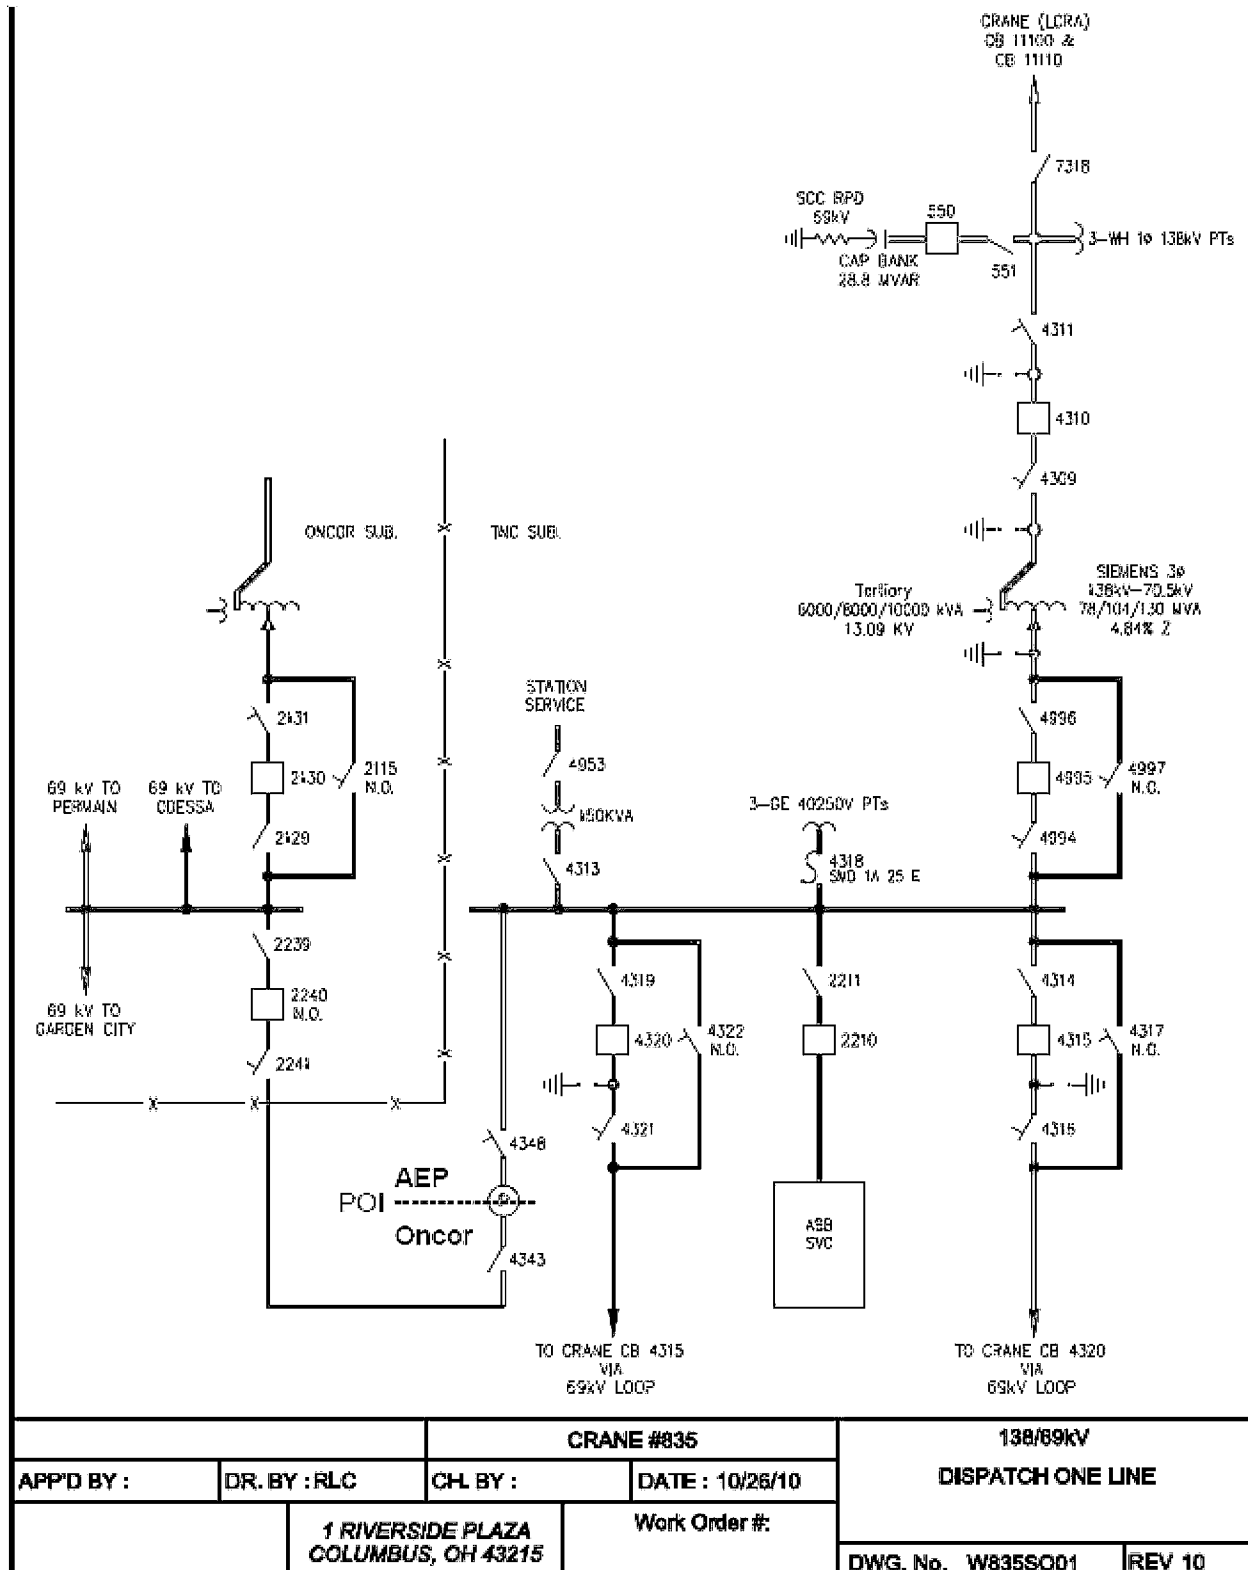 CRANE (LCRA)
CB 11100 &
CB 11110
7318
SCC RPD
69kV
550
3-WH 1ø 138kV PTs
CAP BANK
28.8 MVAR
551
4311
4310
4309
ONCOR SUB.
TNC SUB.
Tertiary
6000/8000/10000 kVA
13.09 KV
SIEMENS 3ø
138kV-70.5kV
78/104/130 MVA
4.84% Z
STATION
SERVICE
2431
4996
4953
2430
2115
N.O.
4995
4997
N.O.
69 kV TO
PERMAIN
69 kV TO
ODESSA
150KVA
3-GE 40250V PTs
2429
4994
4313
4318
SMD 1A 25 E
2239
4319
2211
4314
2240
N.O.
69 kV TO
GARDEN CITY
4320
4322
N.O.
2210
4315
4317
N.O.
2241
4348
4321
4316
AEP
POI
P
Oncor
ABB
SVC
4343
TO CRANE CB 4315
VIA
69kV LOOP
TO CRANE CB 4320
VIA
69kV LOOP
CRANE #835
138/69kV
DISPATCH ONE LINE
APP'D BY :
DR. BY : RLC
CH. BY :
DATE : 10/26/10
1 RIVERSIDE PLAZA
COLUMBUS, OH 43215
Work Order #:
DWG. No. W835SO01
REV 10